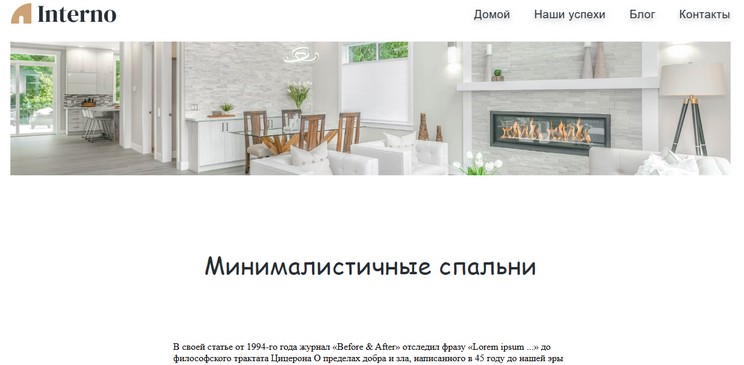 Interno
Домой Наши успехи Блог Контакты
Минималистичные спальни
В своей статье от 1994-го года журнал «Before & After» отследил фразу «Lorem ipsum ...» до
философского трактата Цицерона О пределах добра и зла, написанного в 45 году до нашей эры